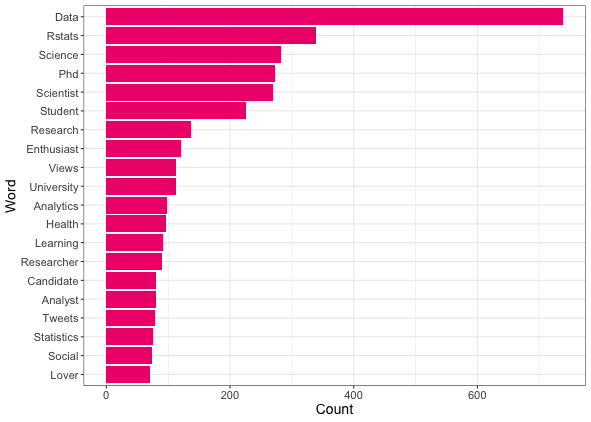 Data
Rstats
Science
Phd
Scientist
Student
Research
Enthusiast
Views
University
Analytics
Health
Learning
Researcher
Candidate
Analyst
Tweets
Statistics
Social
Lover
Word
0 200 400 600
Count